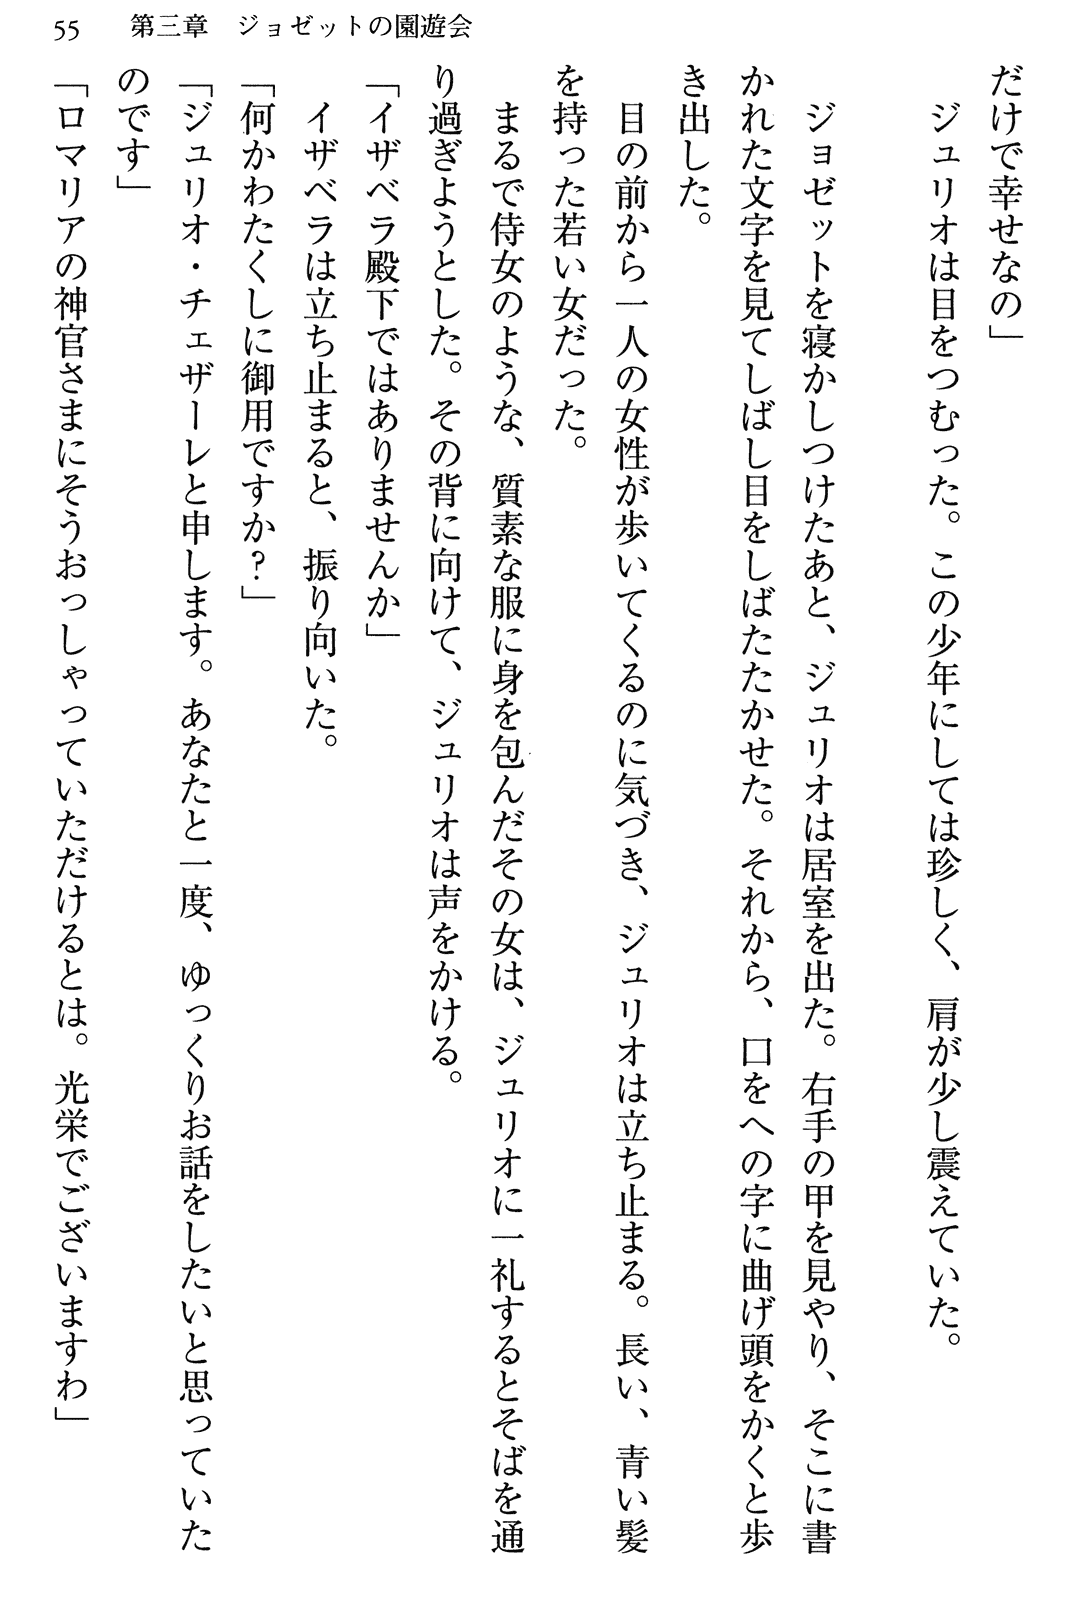 55　第三章　ジョゼットの園遊会
だけで幸せなの」
　ジュリオは目をつむった。この少年にしては珍しく、肩が少し震えていた。
　ジョゼットを寝かしつけたあと、ジュリオは居室を出た。右手の甲を見やり、そこに書
かれた文字を見てしばし目をしばたたかせた。それから、口をへの字に曲げ頭をかくと歩
き出した。
　目の前から一人の女性が歩いてくるのに気づき、ジュリオは立ち止まる。長い、青い髪
を持った若い女だった。
　まるで侍女のような、質素な服に身を包んだその女は、ジュリオに一礼するとそばを通
り過ぎようとした。その背に向けて、ジュリオは声をかける。
「イザベラ殿下ではありませんか」
　イザベラは立ち止まると、振り向いた。
「何かわたくしに御用ですか？」
「ジュリオ・チェザーレと申します。あなたと一度、ゆっくりお話をしたいと思っていた
のです」
「ロマリアの神官さまにそうおっしゃっていただけるとは。光栄でございますわ」